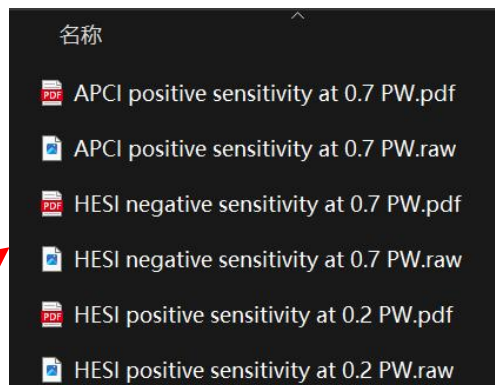 名称
APCI positive sensitivity at 0.7 PW.pdf
APCI positive sensitivity at 0.7 PW.raw
HESI negative sensitivity at 0.7 PW.pdf
HESI negative sensitivity at 0.7 PW.raw
HESI positive sensitivity at 0.2 PW.pdf
HESI positive sensitivity at 0.2 PW.raw